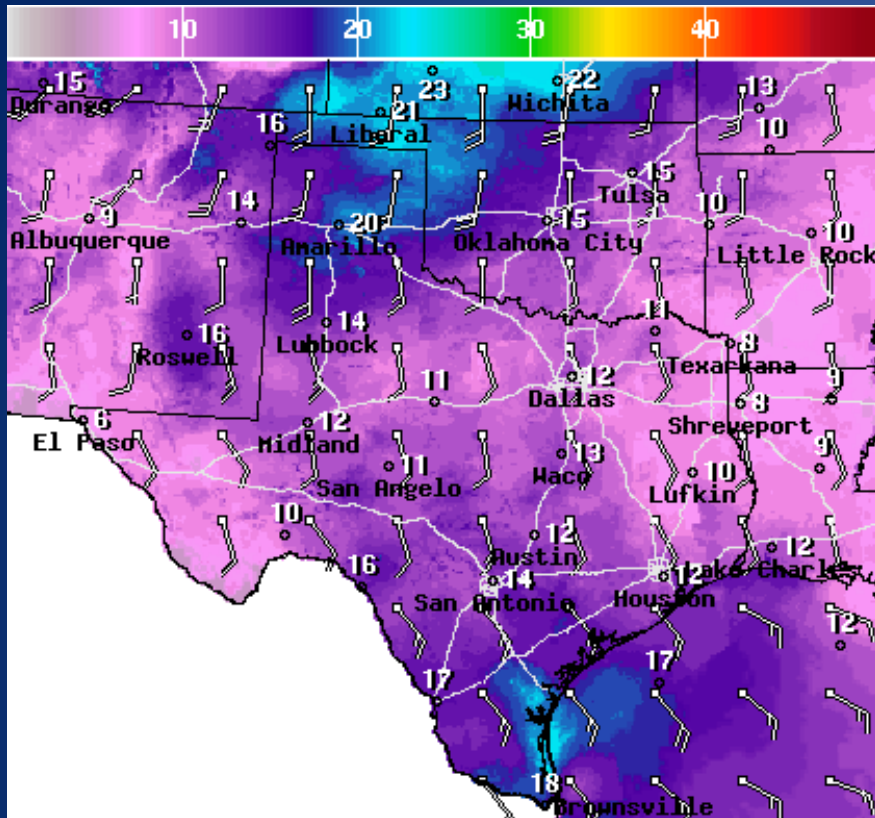 10 20 30 40
23
15 22 13
Durango Wichita
21
Liberal
16 10
15
Tulsa
9 14 20 15 10 10
Albuquerque Amarillo Oklahoma City Little Rock
16 14 11
Roswell Lubbock
8
Texarkana
12
Dallas
11 8 9
Shreveport
6 12
El Paso Midland
13
Waco
11 10 9
San Angelo Lufkin
10 12 12
Austin Lake Charles
16 14 12
San Antonio Houston
12
17 17
18
Brownsville